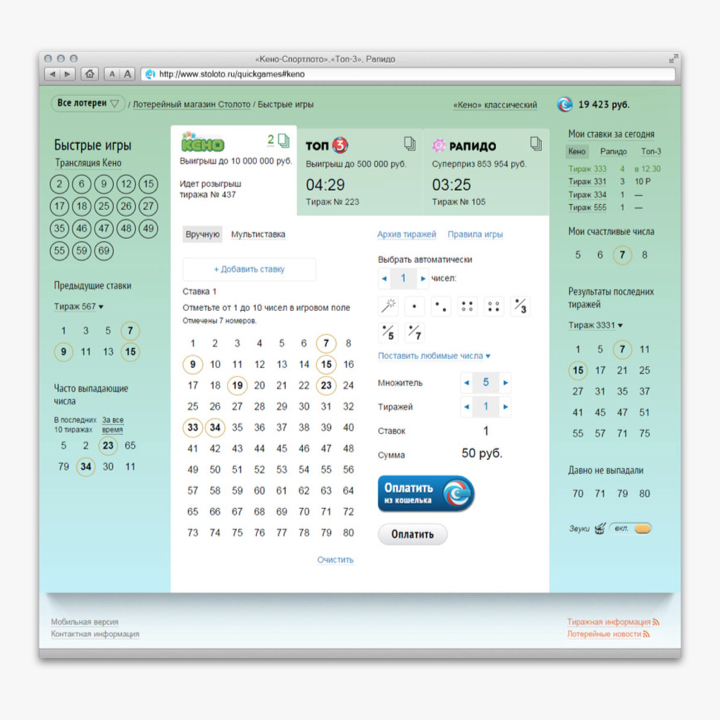 «Кено-Спортлото»,«Топ-3», Рапидо
A A http://www.stoloto.ru/quickgames#keno
Все лотереи / Лотерейный магазин Столото / Быстрые игры
«Кено» классический
19 423 руб.
Быстрые игры
Трансляция Кено
2 6 9 12 15
17 18 25 26 27
35 46 47 48 49
55 59 69
Предыдущие ставки
Тираж 567
1 3 5 7
9 11 13 15
Часто выпадающие
числа
В последних 10 тиражах
За все время
5 2 23 65
79 34 30 11
КЕНО 2
Выигрыш до 10 000 000 руб.
Идет розыгрыш
тиража № 437
ТОП 3
Выигрыш до 500 000 руб.
04:29
Тираж № 223
РАПИДО
Суперприз 853 954 руб.
03:25
Тираж № 105
Вручную Мультиставка
+ Добавить ставку
Ставка 1
Отметьте от 1 до 10 чисел в игровом поле
Отмечены 7 номеров.
1 2 3 4 5 6 7 8
9 10 11 12 13 14 15 16
17 18 19 20 21 22 23 24
25 26 27 28 29 30 31 32
33 34 35 36 37 38 39 40
41 42 43 44 45 46 47 48
49 50 51 52 53 54 55 56
57 58 59 60 61 62 63 64
65 66 67 68 69 70 71 72
73 74 75 76 77 78 79 80
Очистить
Архив тиражей Правила игры
Выбрать автоматически
1 чисел:
/3
/5 /7
Поставить любимые числа
Множитель 5
Тиражей 1
Ставок 1
Сумма 50 руб.
Оплатить
из кошелька
Оплатить
Мои ставки за сегодня
Кено Рапидо Топ-3
Тираж 333 4 в 12:30
Тираж 331 3 10 Р
Тираж 334 1 —
Тираж 555 1 —
Мои счастливые числа
5 6 7 8
Результаты последних
тиражей
Тираж 3331
1 5 7 11
15 17 21 25
27 31 35 37
41 45 47 51
55 57 71 75
Давно не выпадали
70 71 79 80
Звуки вкл.
Мобильная версия
Контактная информация
Тиражная информация
Лотерейные новости